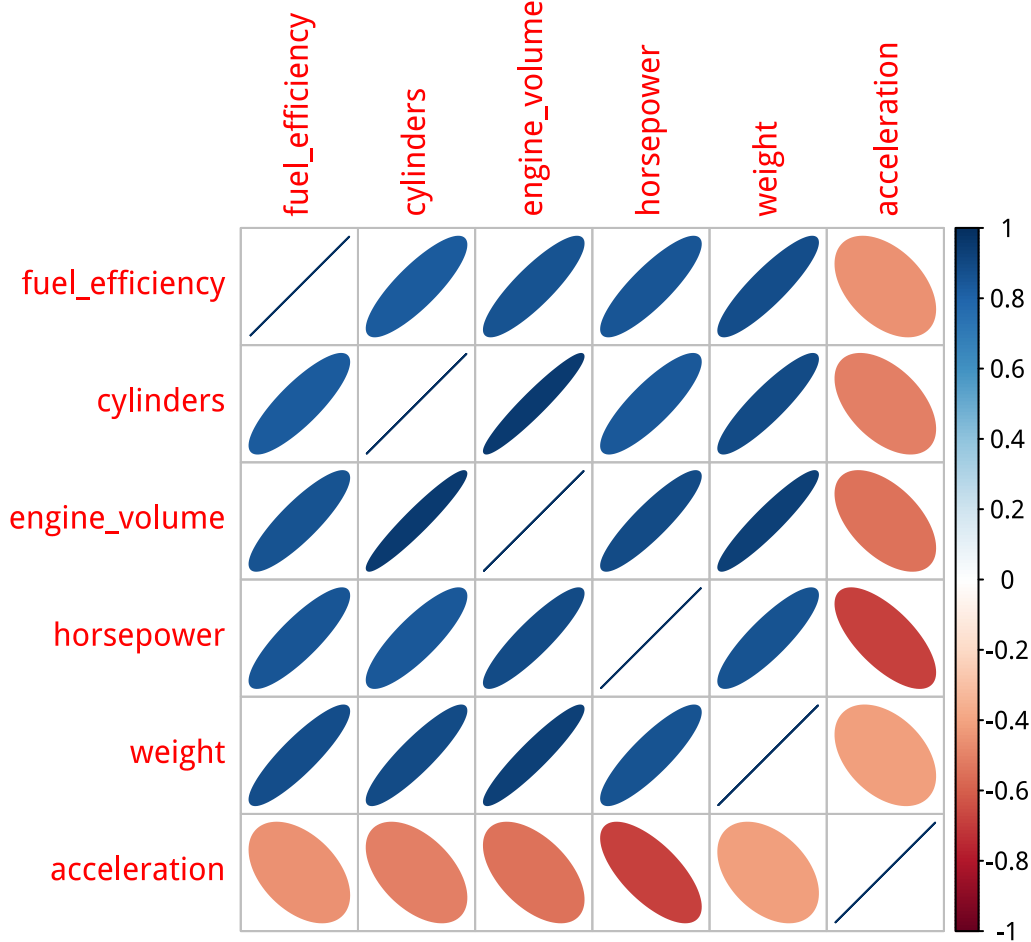 fuel_efficiency
cylinders
engine_volume
horsepower
weight
acceleration
fuel_efficiency
cylinders
engine_volume
horsepower
weight
acceleration
1
0.8
0.6
0.4
0.2
0
-0.2
-0.4
-0.6
-0.8
-1